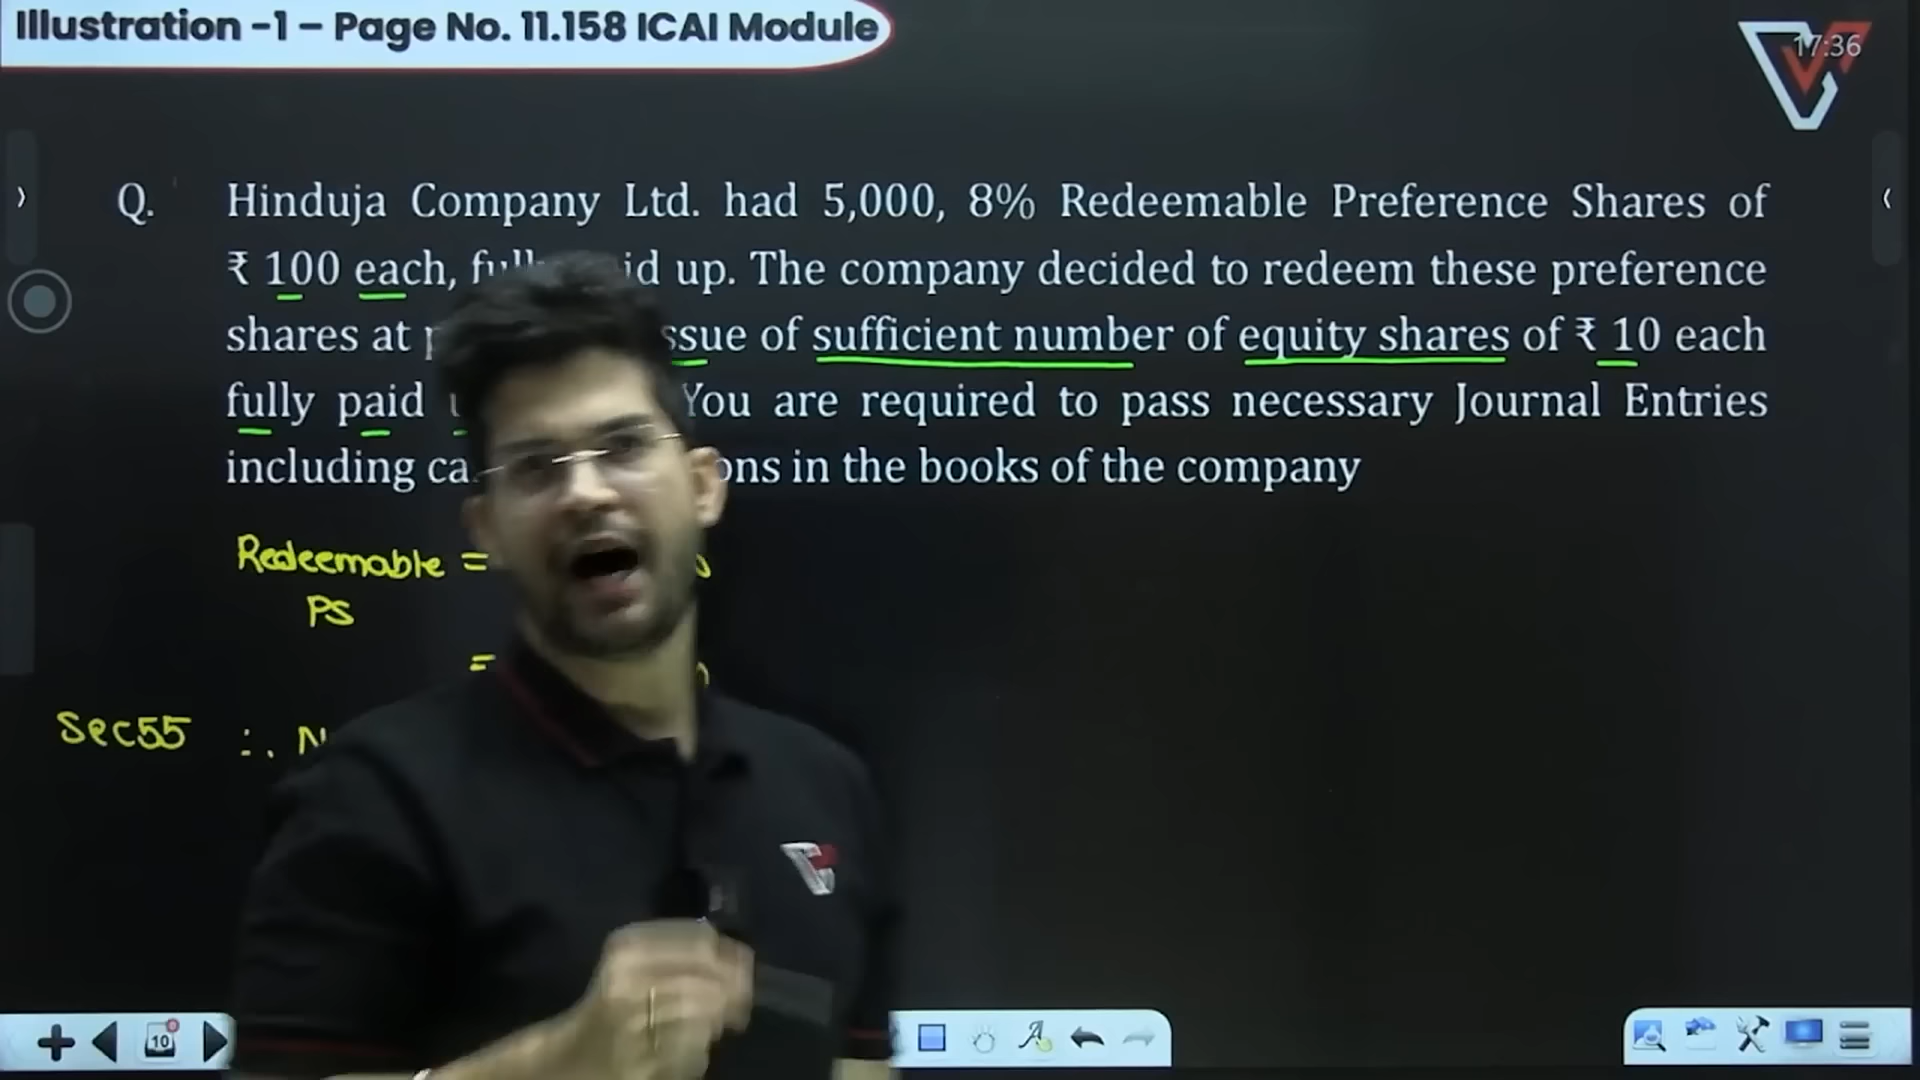 Illustration -1 – Page No. 11.158 ICAI Module
17:36
Q. Hinduja Company Ltd. had 5,000, 8% Redeemable Preference Shares of
₹ 100 each, up. The company decided to redeem these preference
shares at of sufficient number of equity shares of ₹ 10 each
fully paid You are required to pass necessary Journal Entries
including in the books of the company
Redeemable =
PS
=
Sec55 ∴
10